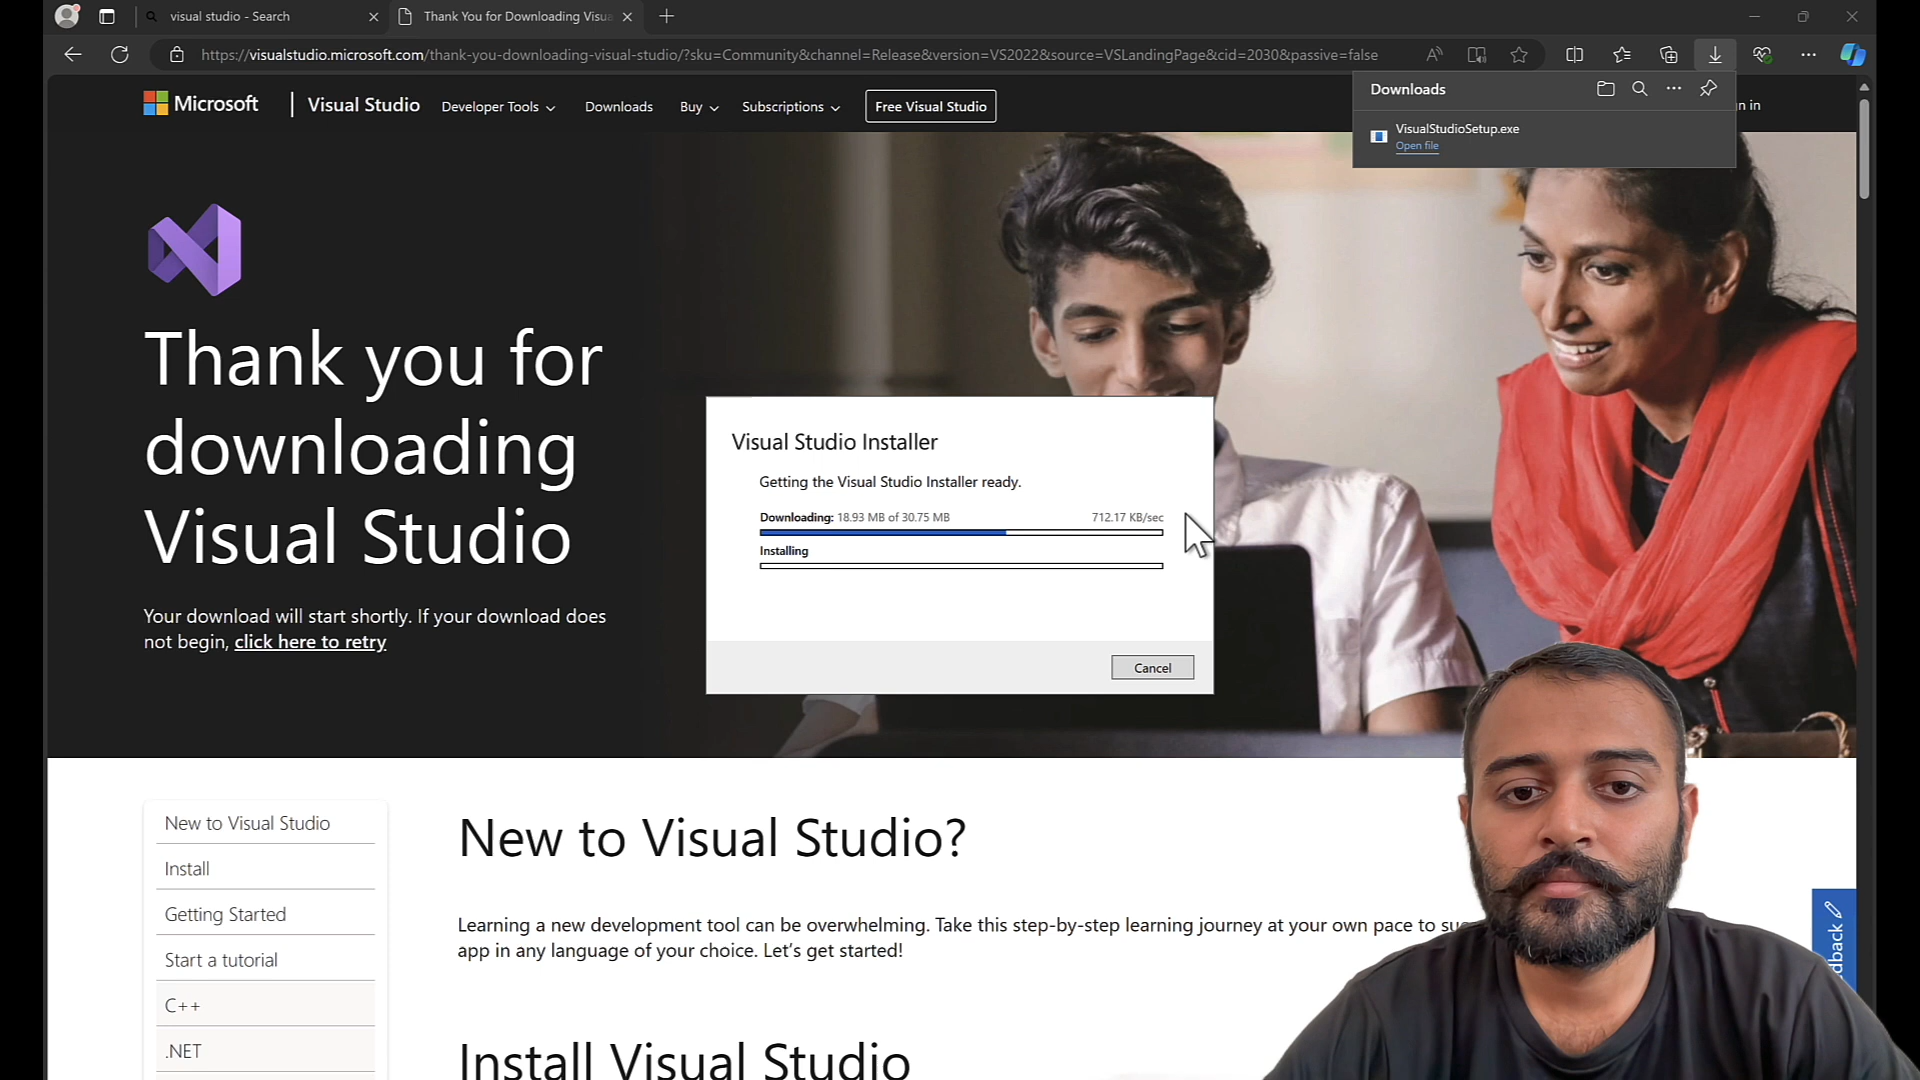 visual studio - Search
Thank You for Downloading Visu
https://visualstudio.microsoft.com/thank-you-downloading-visual-studio/?sku=Community&channel=Release&version=VS2022&source=VSLandingPage&cid=2030&passive=false
Microsoft
Visual Studio
Developer Tools
Downloads
Buy
Subscriptions
Free Visual Studio
Downloads
n in
VisualStudioSetup.exe
Open file
Thank you for
downloading
Visual Studio
Your download will start shortly. If your download does
not begin, click here to retry
Visual Studio Installer
Getting the Visual Studio Installer ready.
Downloading: 18.93 MB of 30.75 MB 712.17 KB/sec
Installing
Cancel
New to Visual Studio
Install
Getting Started
Start a tutorial
C++
.NET
New to Visual Studio?
Learning a new development tool can be overwhelming. Take this step-by-step learning journey at your own pace to su
app in any language of your choice. Let's get started!
Install Visual Studio
dback